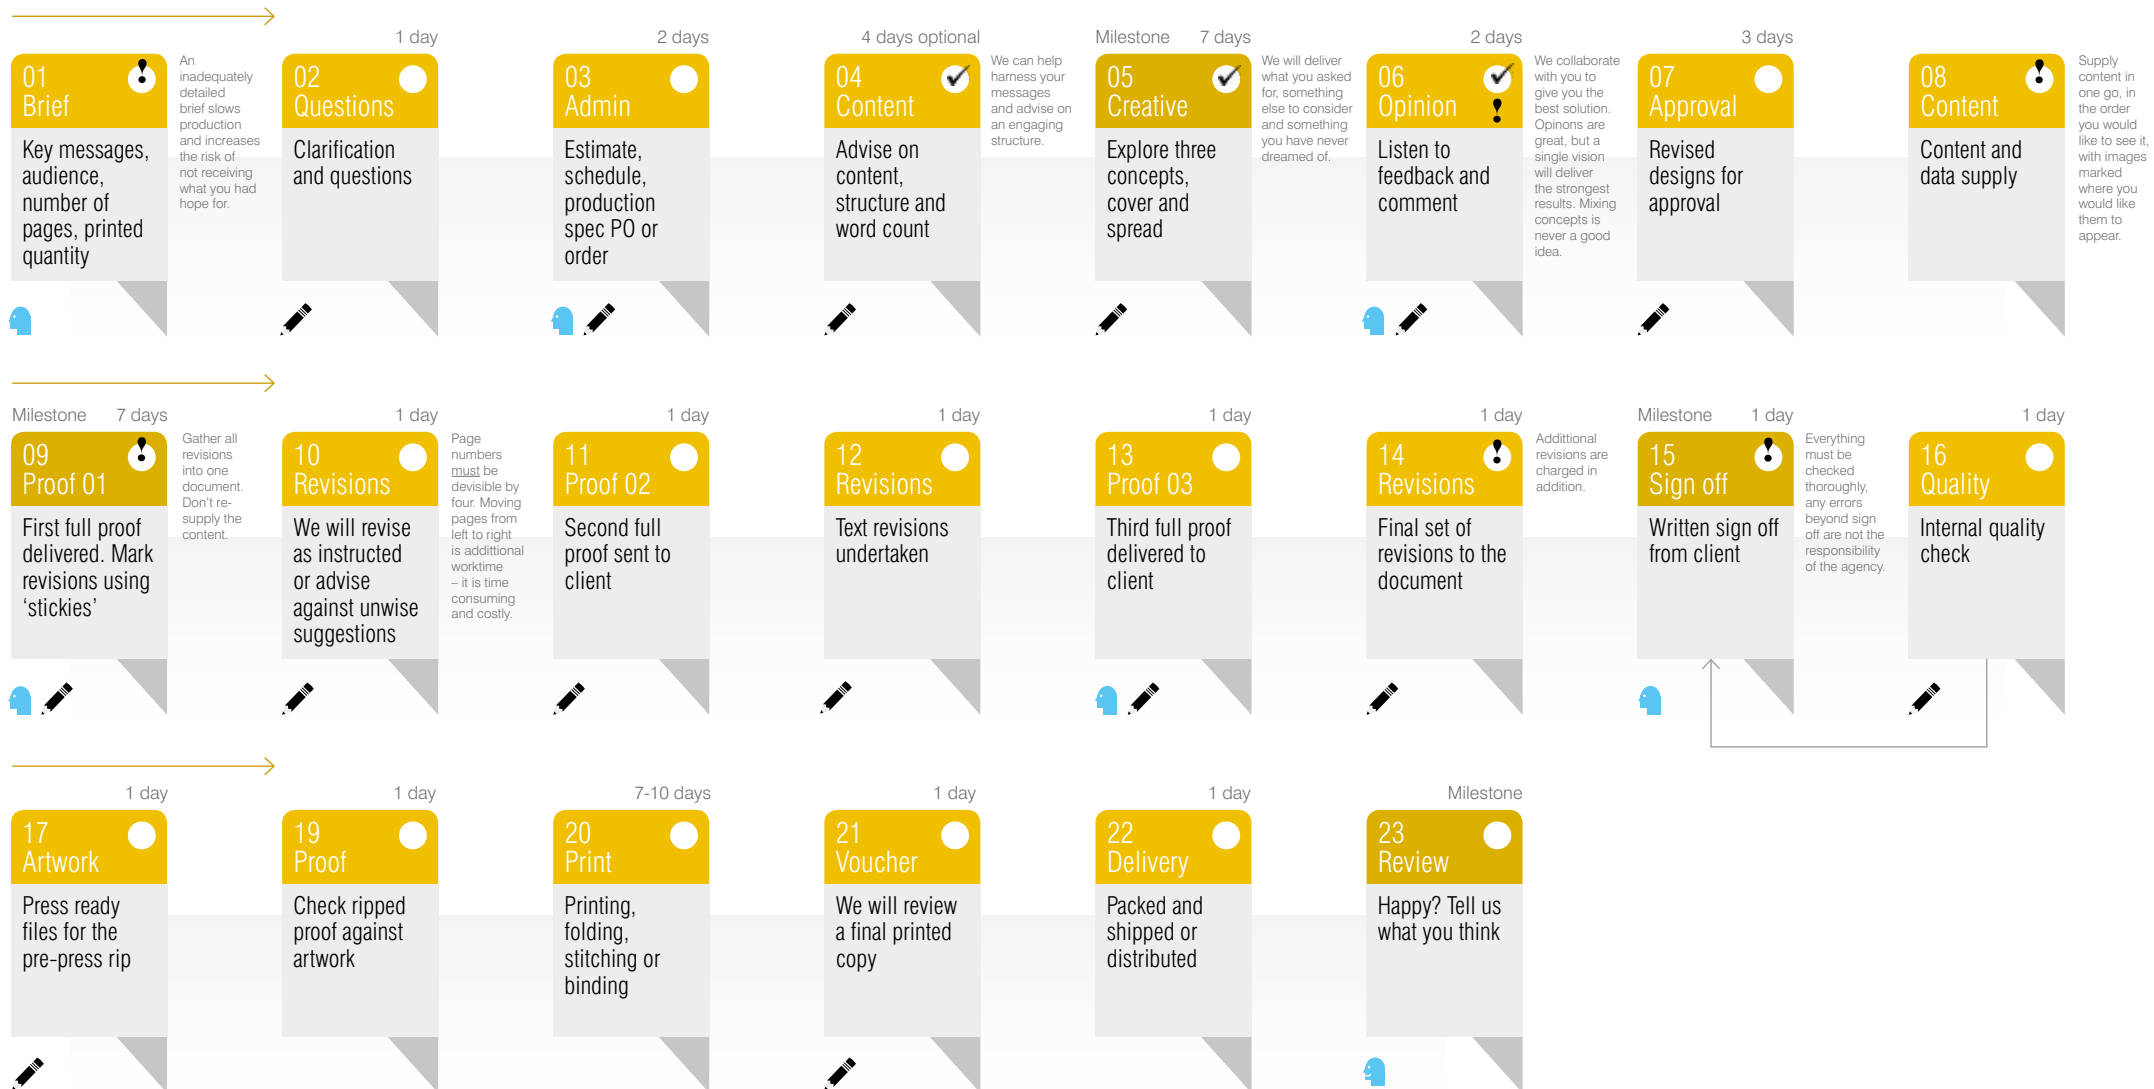 1 day
2 days
4 days optional
Milestone 7 days
2 days
3 days
01
Brief
Key messages,
audience,
number of
pages, printed
quantity
An
inadequately
detailed
brief slows
production
and increases
the risk of
not receiving
what you had
hope for.
02
Questions
Clarification
and questions
03
Admin
Estimate,
schedule,
production
spec PO or
order
04
Content
Advise on
content,
structure and
word count
We can help
harness your
messages
and advise on
an engaging
structure.
05
Creative
Explore three
concepts,
cover and
spread
We will deliver
what you asked
for, something
else to consider
and something
you have never
dreamed of.
06
Opinion
Listen to
feedback and
comment
We collaborate
with you to
give you the
best solution.
Opinons are
great, but a
single vision
will deliver
the strongest
results. Mixing
concepts is
never a good
idea.
07
Approval
Revised
designs for
approval
08
Content
Content and
data supply
Supply
content in
one go, in
the order
you would
like to see it,
with images
marked
where you
would like
them to
appear.
Milestone 7 days
1 day
1 day
1 day
1 day
1 day
Milestone 1 day
1 day
09
Proof 01
First full proof
delivered. Mark
revisions using
‘stickies’
Gather all
revisions
into one
document.
Don’t re-
supply the
content.
10
Revisions
We will revise
as instructed
or advise
against unwise
suggestions
Page
numbers
must be
devisible by
four. Moving
pages from
left to right
is addittional
worktime
– it is time
consuming
and costly.
11
Proof 02
Second full
proof sent to
client
12
Revisions
Text revisions
undertaken
13
Proof 03
Third full proof
delivered to
client
14
Revisions
Final set of
revisions to the
document
Addittional
revisions are
charged in
addition.
15
Sign off
Written sign off
from client
Everything
must be
checked
thoroughly,
any errors
beyond sign
off are not the
responsibility
of the agency.
16
Quality
Internal quality
check
1 day
1 day
7-10 days
1 day
1 day
Milestone
17
Artwork
Press ready
files for the
pre-press rip
19
Proof
Check ripped
proof against
artwork
20
Print
Printing,
folding,
stitching or
binding
21
Voucher
We will review
a final printed
copy
22
Delivery
Packed and
shipped or
distributed
23
Review
Happy? Tell us
what you think